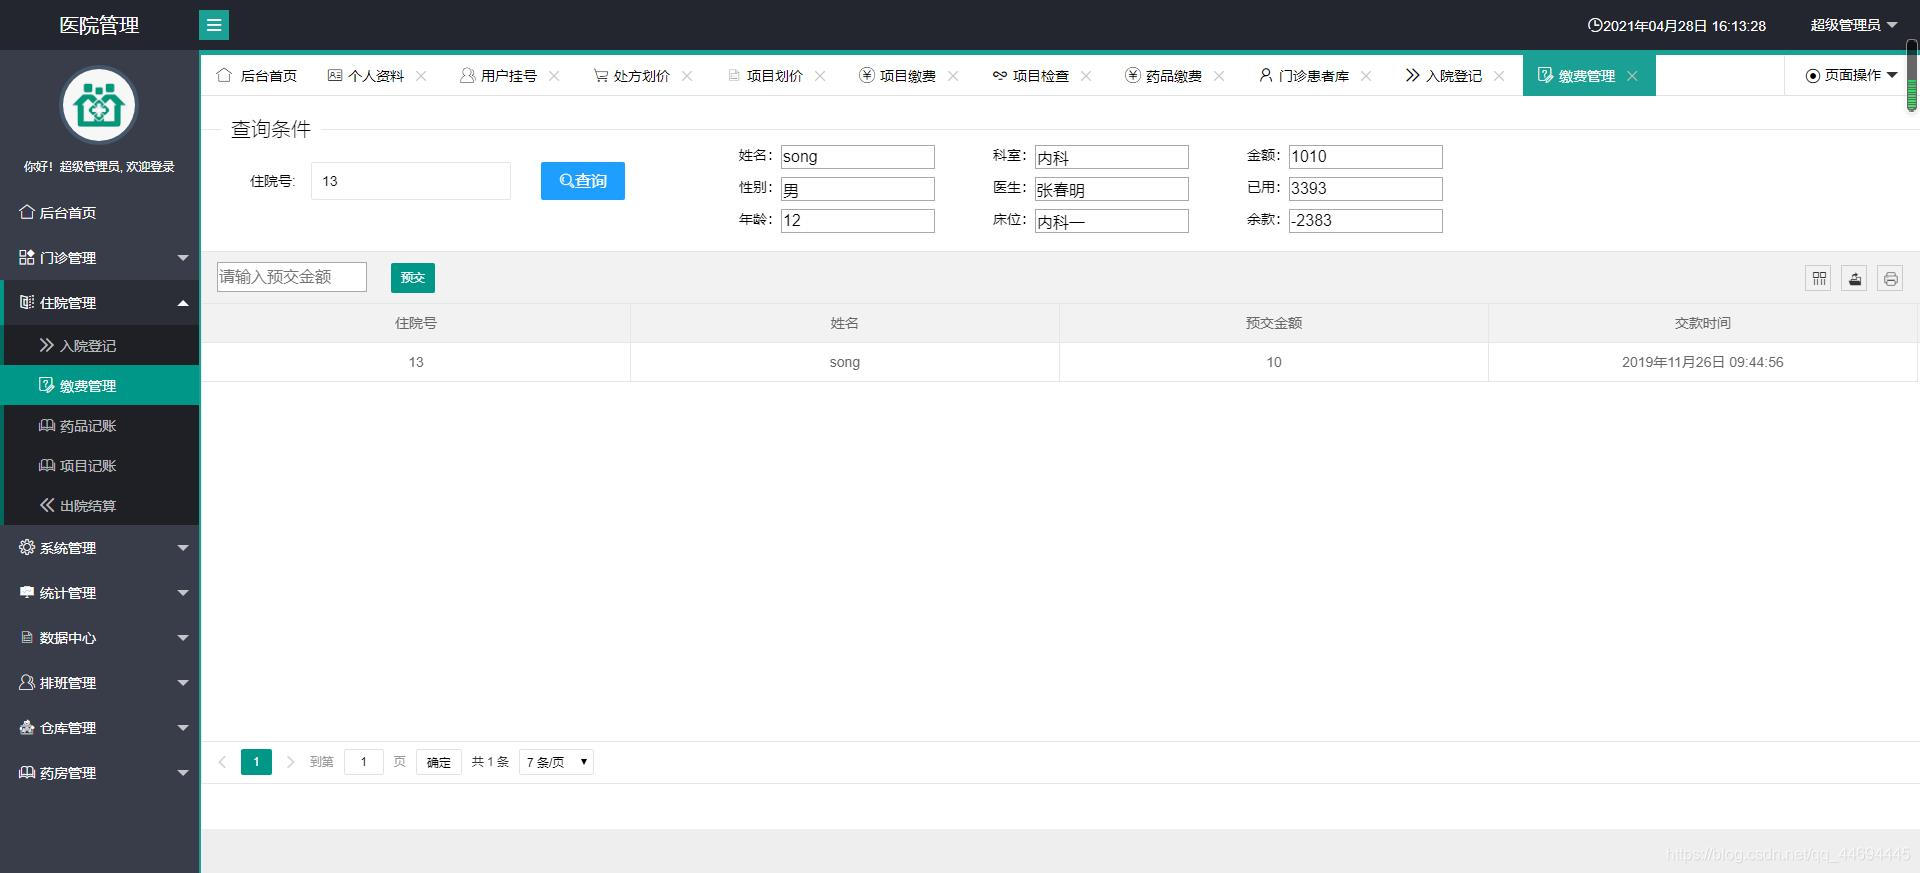 医院管理
2021年04月28日 16:13:28
超级管理员
你好！超级管理员, 欢迎登录
后台首页
门诊管理
住院管理
入院登记
缴费管理
药品记账
项目记账
出院结算
系统管理
统计管理
数据中心
排班管理
仓库管理
药房管理
后台首页 个人资料 用户挂号 处方划价 项目划价 项目缴费 项目检查 药品缴费 门诊患者库 入院登记 缴费管理 页面操作
查询条件
住院号: 13 查询
姓名: song 科室: 内科 金额: 1010
性别: 男 医生: 张春明 已用: 3393
年龄: 12 床位: 内科一 余款: -2383
请输入预交金额 预交
住院号 姓名 预交金额 交款时间
13 song 10 2019年11月26日 09:44:56
1 到第 1 页 确定 共 1 条 7 条/页
https://blog.csdn.net/qq_44694445